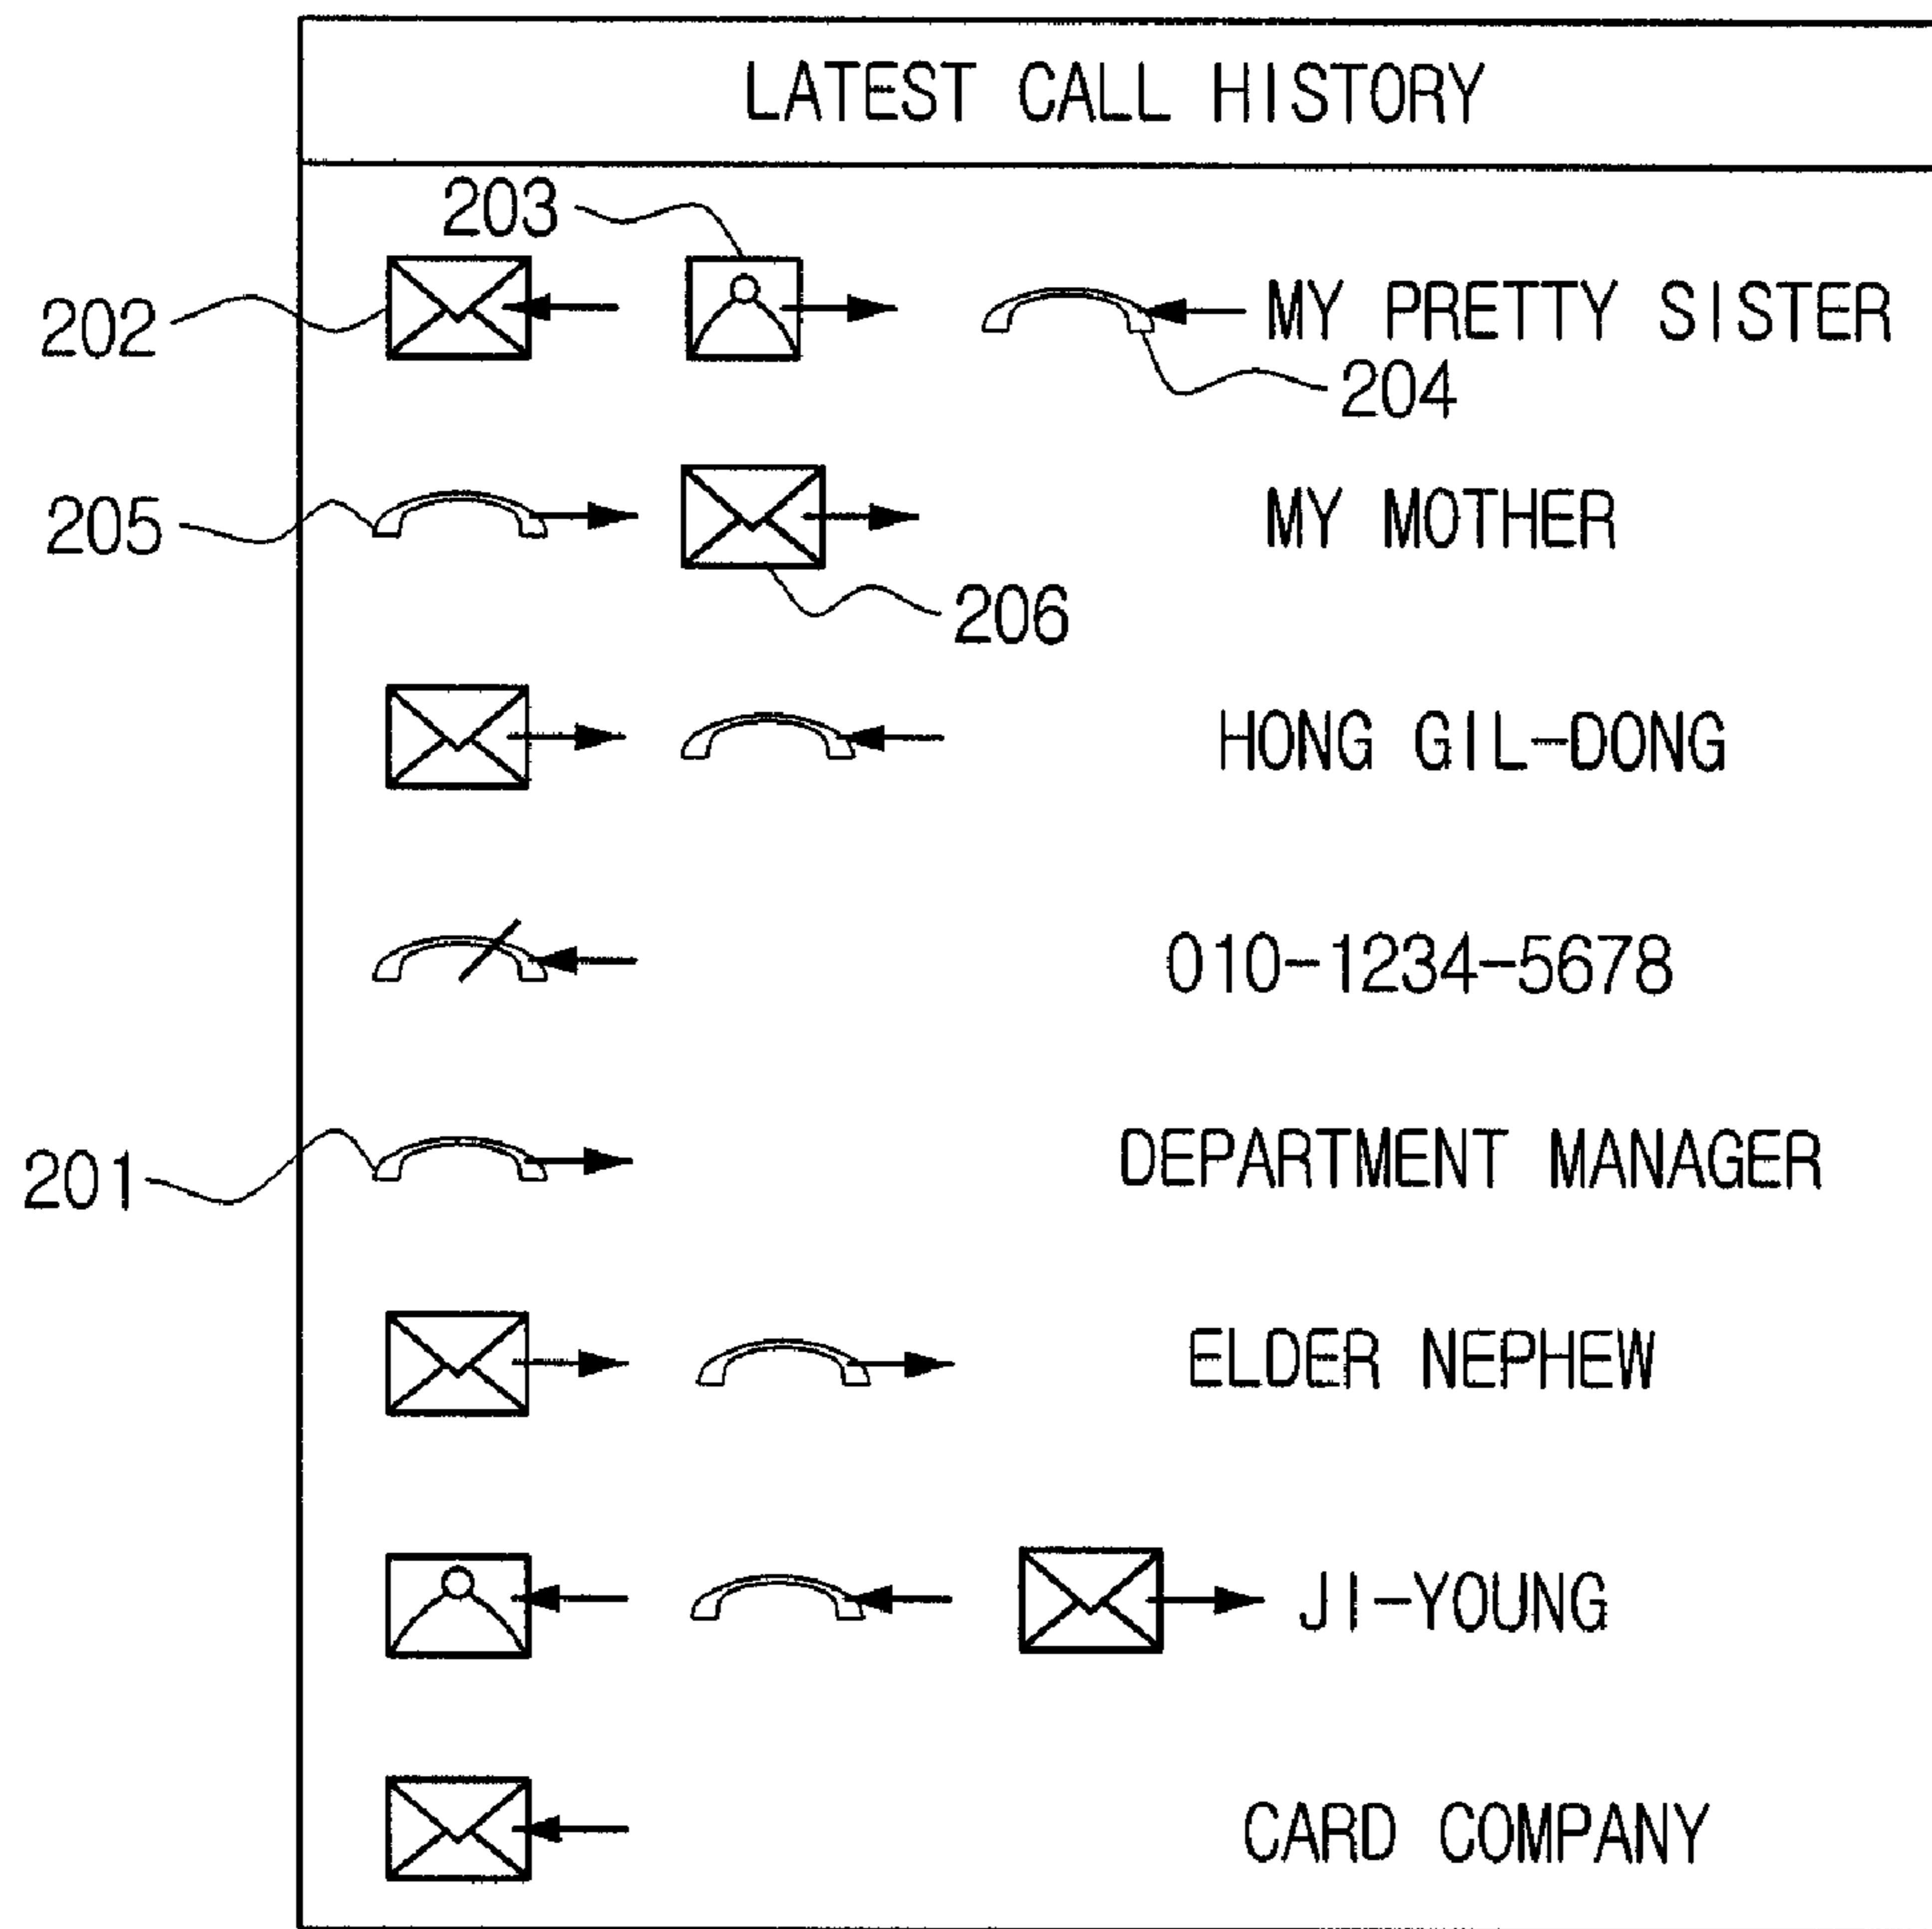 LATEST CALL HISTORY
203
202
MY PRETTY SISTER
204
205
MY MOTHER
206
HONG GIL-DONG
010-1234-5678
201
DEPARTMENT MANAGER
ELDER NEPHEW
JI-YOUNG
CARD COMPANY